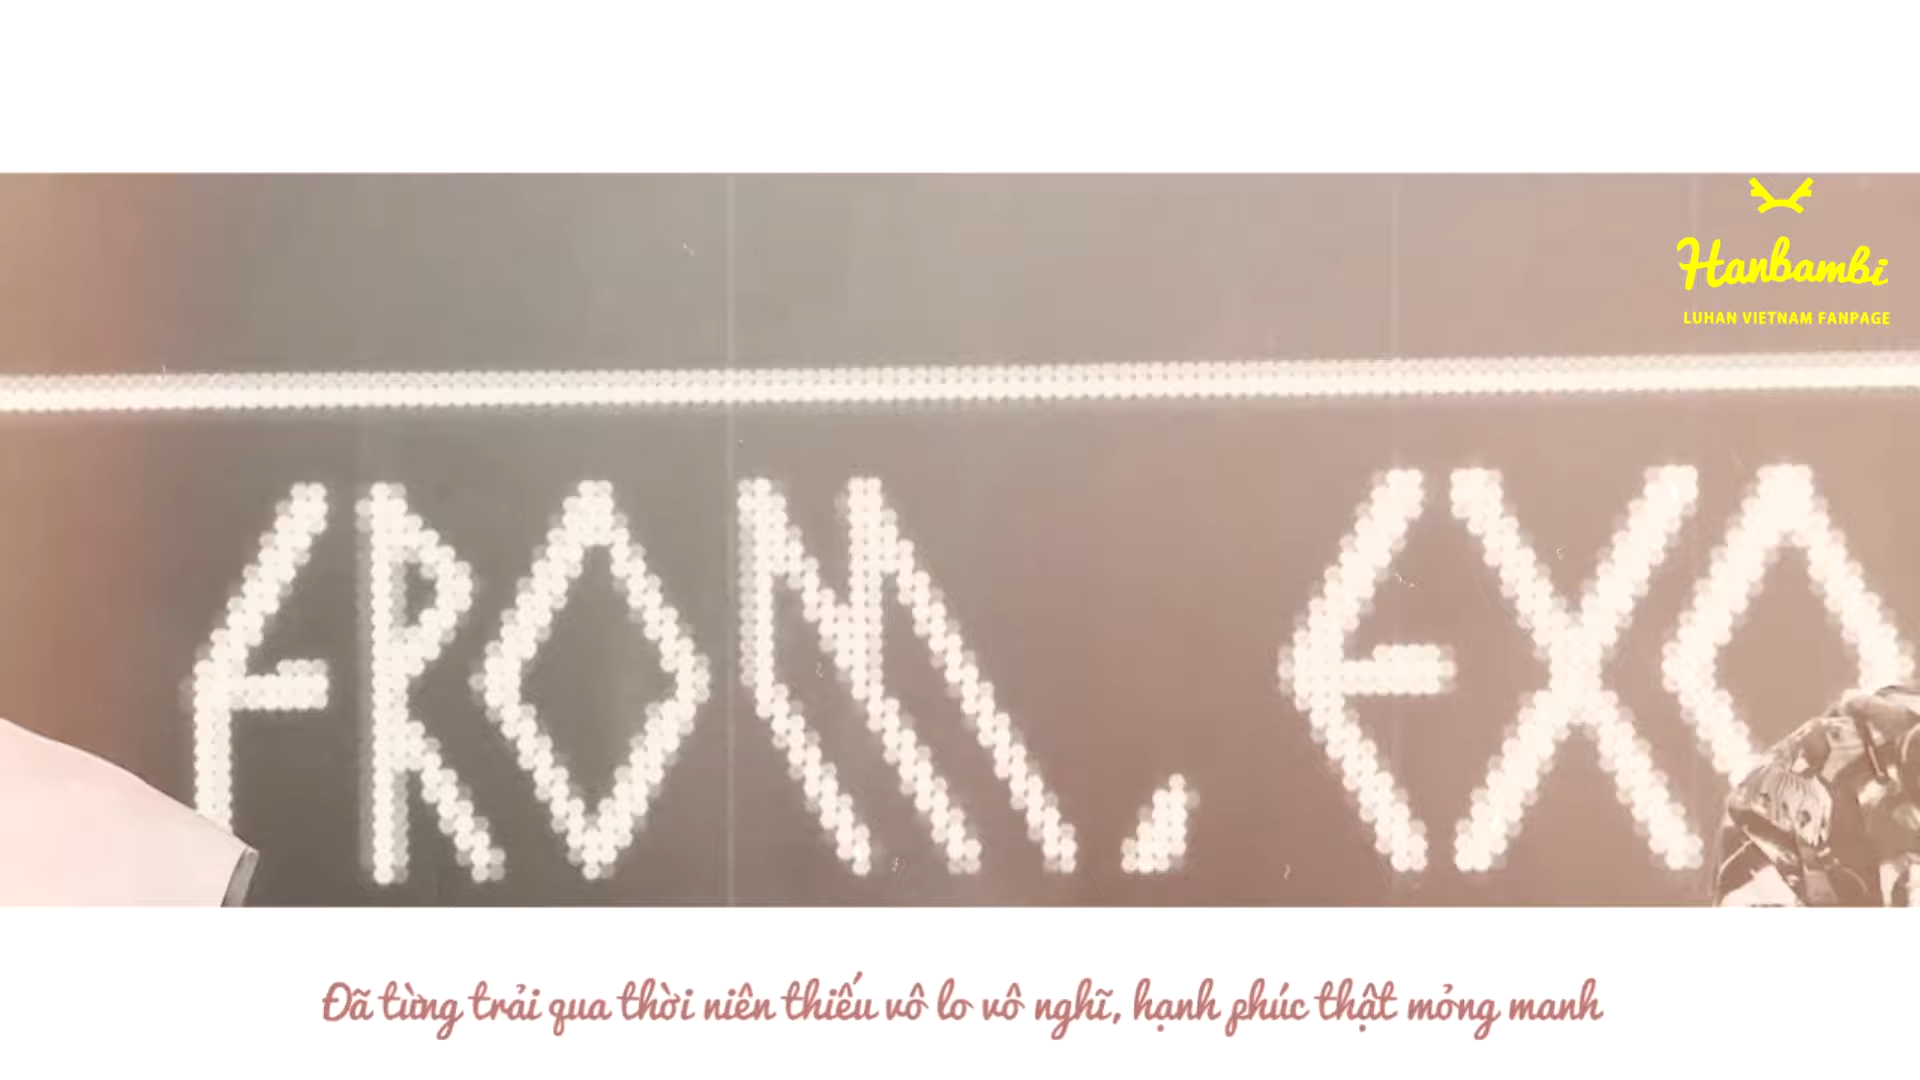 Hanbambi
LUHAN VIETNAM FANPAGE
FROM. EXO
Đã từng trải qua thời niên thiếu vô lo vô nghĩ, hạnh phúc thật mỏng manh